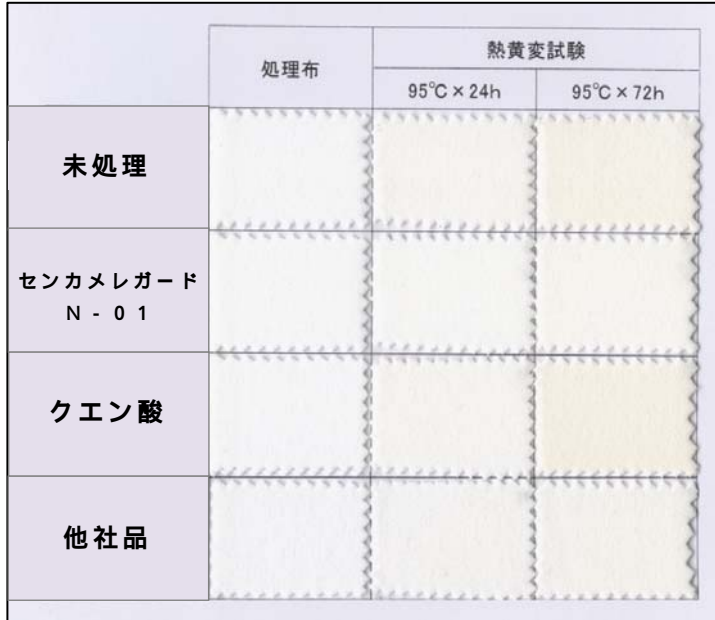 処理布
熱黄変試験
95℃×24h
95℃×72h
未処理
センカメレガード
N-01
クエン酸
他社品